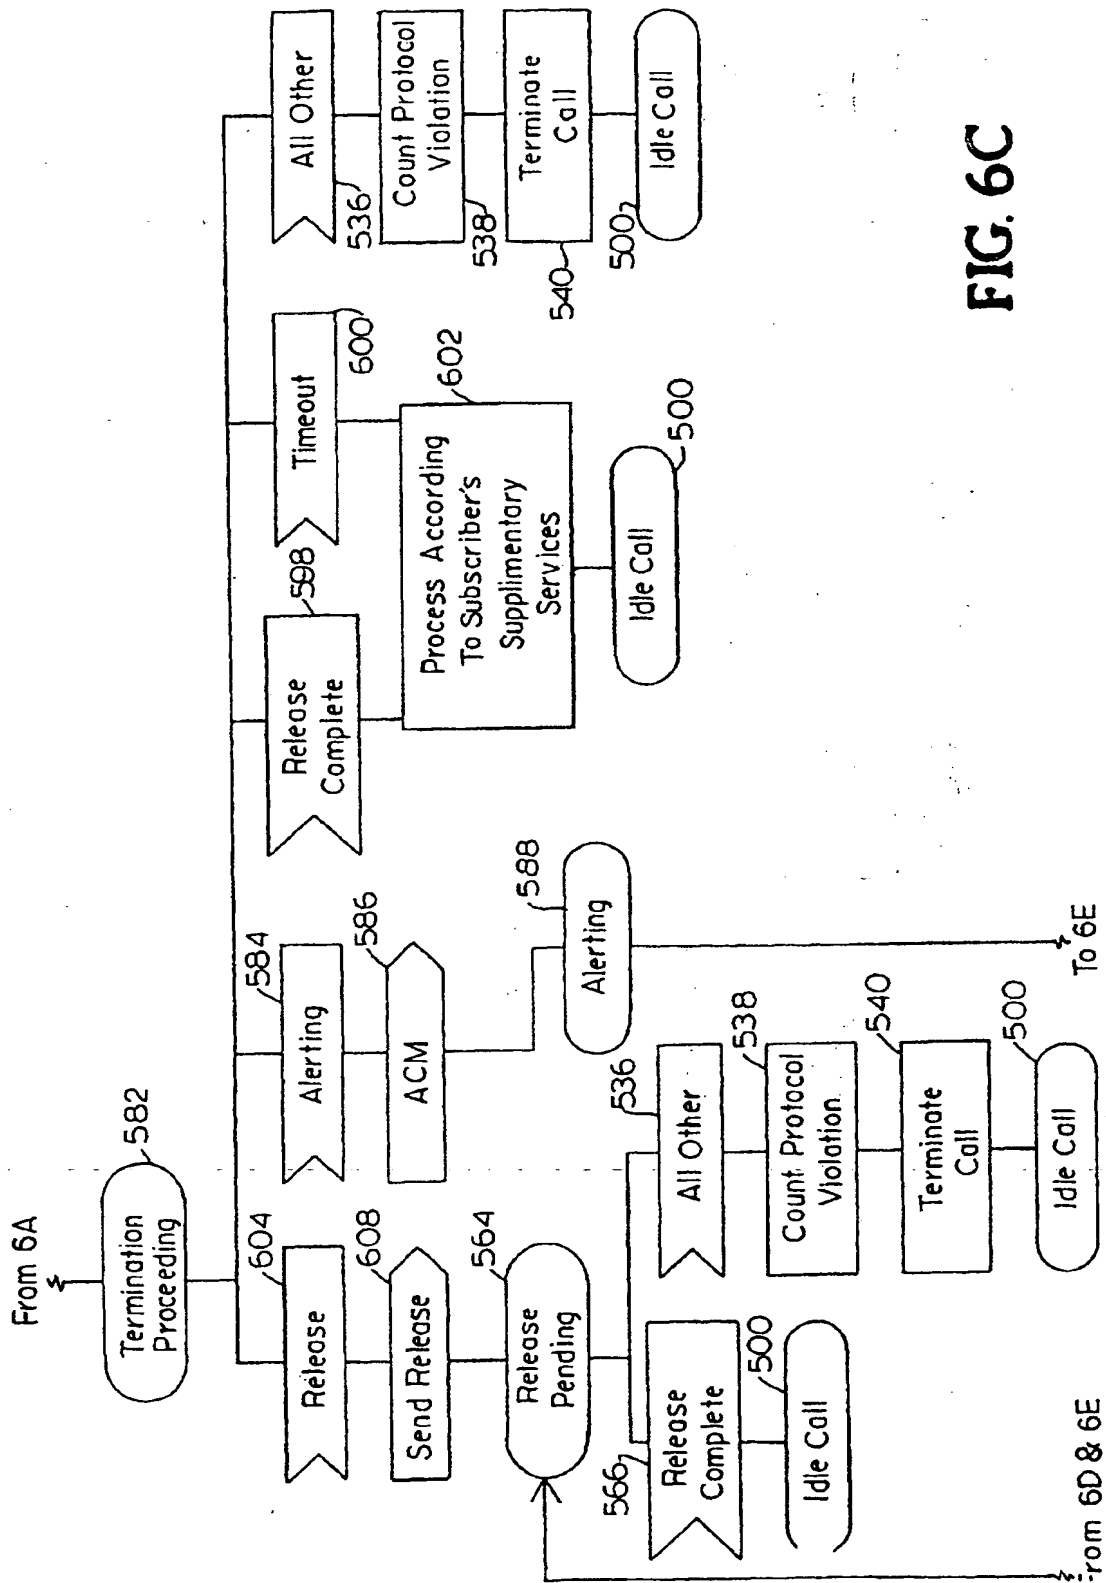 From 6A
Termination
Proceeding
582
604
Release
608
Send Release
564
Release
Pending
566
Release
Complete
500
Idle Call
536
All Other
538
Count Protocol
Violation
540
Terminate
Call
500
Idle Call
584
Alerting
586
ACM
588
Alerting
To 6E
598
Release
Complete
600
Timeout
602
Process According
To Subscriber's
Supplimentary
Services
500
Idle Call
All Other
536
Count Protocol
Violation
538
Terminate
Call
540
500
Idle Call
rom 6D & 6E
FIG. 6C